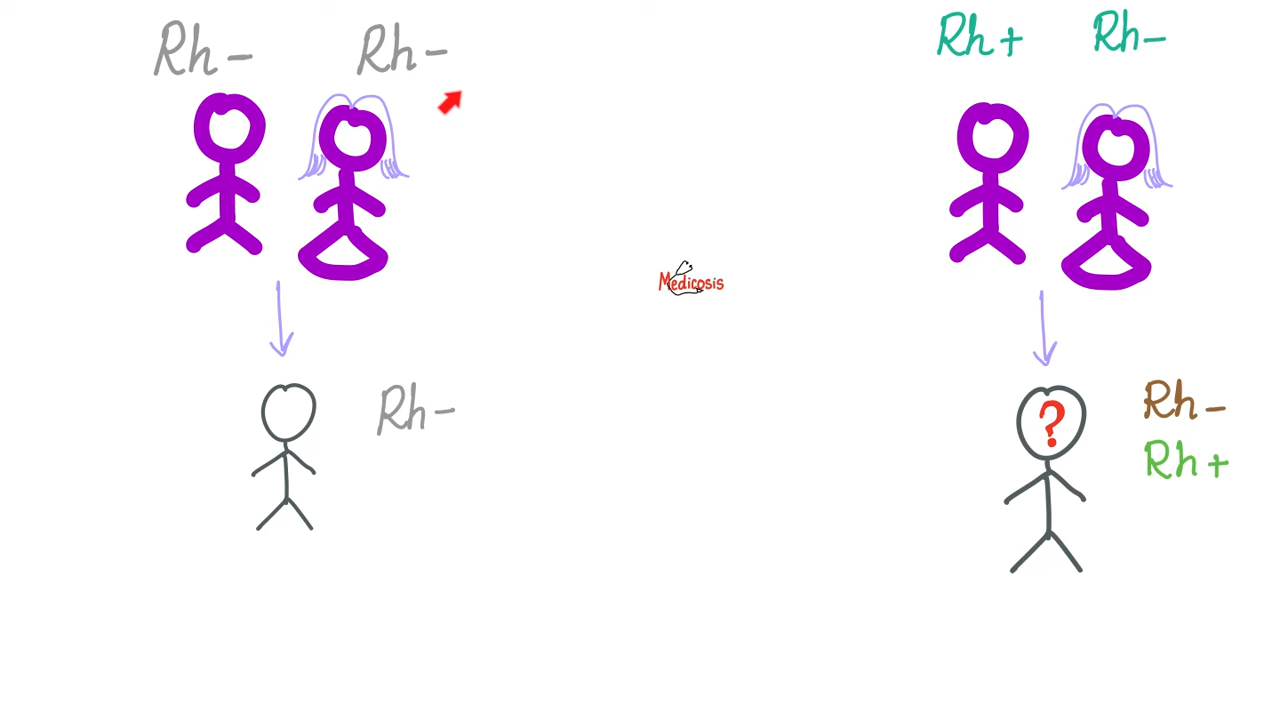 Rh - Rh -
Rh + Rh -
Medicosis
Rh -
?
Rh -
Rh +